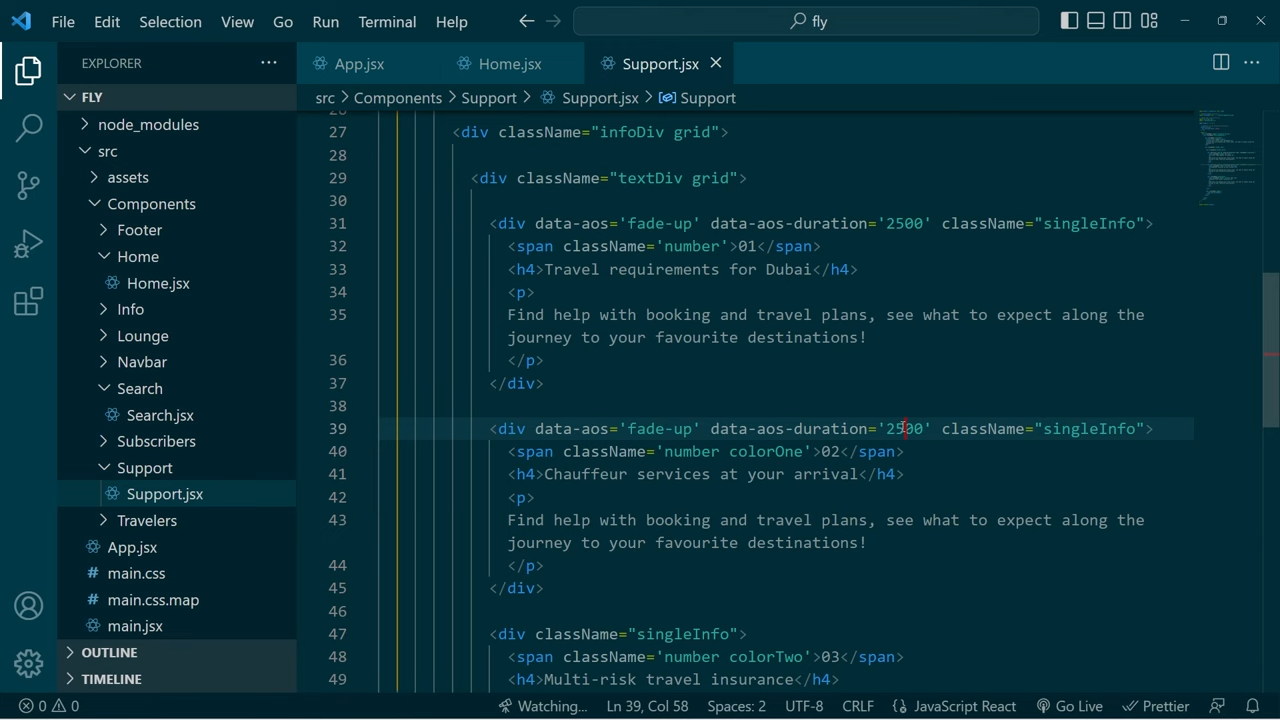 File Edit Selection View Go Run Terminal Help fly
EXPLORER
FLY
node_modules
src
assets
Components
Footer
Home
Home.jsx
Info
Lounge
Navbar
Search
Search.jsx
Subscribers
Support
Support.jsx
Travelers
App.jsx
# main.css
# main.css.map
main.jsx
OUTLINE
TIMELINE
App.jsx Home.jsx Support.jsx
src > Components > Support > Support.jsx > Support
27 <div className="infoDiv grid">
28
29 <div className="textDiv grid">
30
31 <div data-aos='fade-up' data-aos-duration='2500' className="singleInfo">
32 <span className='number'>01</span>
33 <h4>Travel requirements for Dubai</h4>
34 <p>
35 Find help with booking and travel plans, see what to expect along the
journey to your favourite destinations!
36 </p>
37 </div>
38
39 <div data-aos='fade-up' data-aos-duration='2500' className="singleInfo">
40 <span className='number colorOne'>02</span>
41 <h4>Chauffeur services at your arrival</h4>
42 <p>
43 Find help with booking and travel plans, see what to expect along the
journey to your favourite destinations!
44 </p>
45 </div>
46
47 <div className="singleInfo">
48 <span className='number colorTwo'>03</span>
49 <h4>Multi-risk travel insurance</h4>
0 0 Watching... Ln 39, Col 58 Spaces: 2 UTF-8 CRLF {} JavaScript React Go Live Prettier